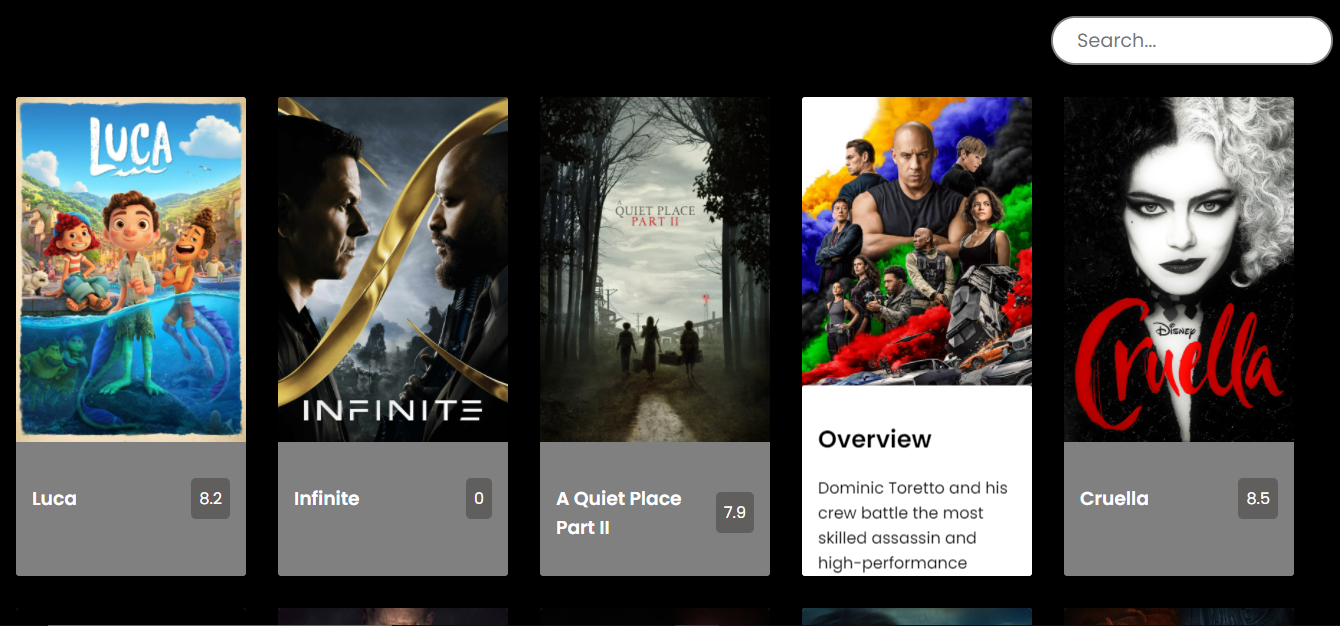 Search...
LUCA
INFINITE
A
QUIET PLACE
PART II
Disney
Cruella
Luca
8.2
Infinite
0
A Quiet Place
Part II
7.9
Overview
Dominic Toretto and his
crew battle the most
skilled assassin and
high-performance
Cruella
8.5